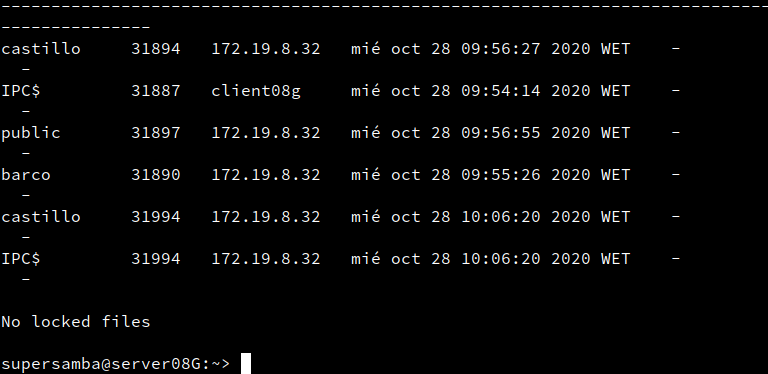 -----------------------------------------------------------------------------
---------------
castillo     31894   172.19.8.32   mié oct 28 09:56:27 2020 WET    -
  -
IPC$         31887   client08g     mié oct 28 09:54:14 2020 WET    -
  -
public       31897   172.19.8.32   mié oct 28 09:56:55 2020 WET    -
  -
barco        31890   172.19.8.32   mié oct 28 09:55:26 2020 WET    -
  -
castillo     31994   172.19.8.32   mié oct 28 10:06:20 2020 WET    -
  -
IPC$         31994   172.19.8.32   mié oct 28 10:06:20 2020 WET    -
  -
No locked files
supersamba@server08G:~>